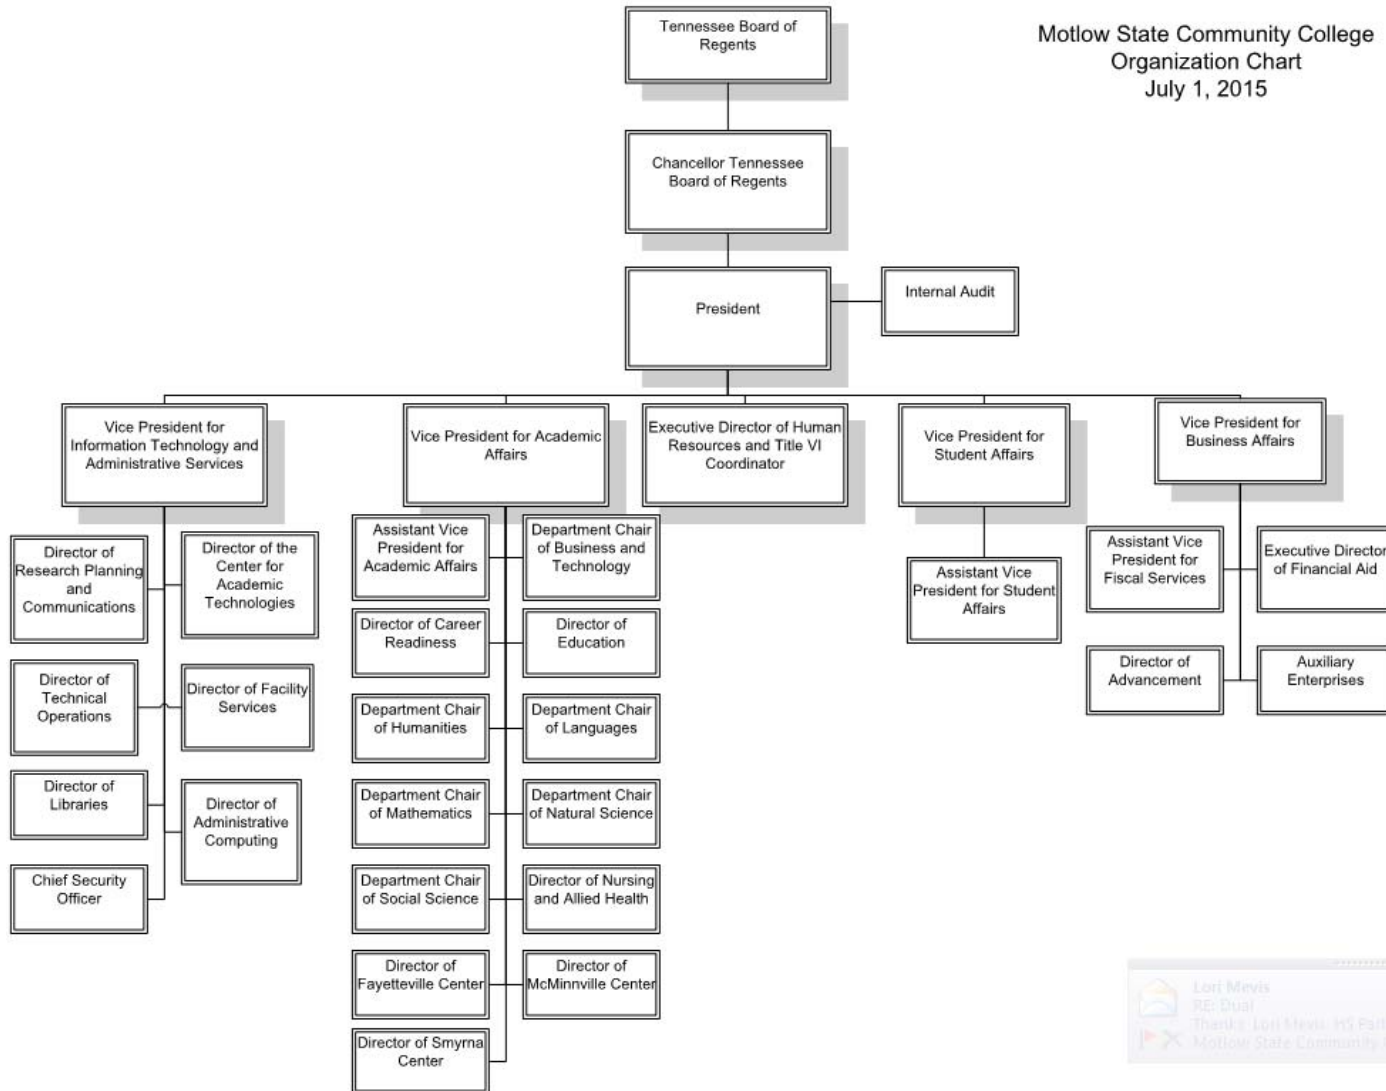 Tennessee Board of
Regents
Motlow State Community College
Organization Chart
July 1, 2015
Chancellor Tennessee
Board of Regents
President
Internal Audit
Vice President for
Information Technology and
Administrative Services
Vice President for Academic
Affairs
Executive Director of Human
Resources and Title VI
Coordinator
Vice President for
Student Affairs
Vice President for
Business Affairs
Director of
Research Planning
and
Communications
Director of the
Center for
Academic
Technologies
Director of
Technical
Operations
Director of Facility
Services
Director of
Libraries
Director of
Administrative
Computing
Chief Security
Officer
Assistant Vice
President for
Academic Affairs
Department Chair
of Business and
Technology
Director of Career
Readiness
Director of
Education
Department Chair
of Humanities
Department Chair
of Languages
Department Chair
of Mathematics
Department Chair
of Natural Science
Department Chair
of Social Science
Director of Nursing
and Allied Health
Director of
Fayetteville Center
Director of
McMinnville Center
Director of Smyrna
Center
Assistant Vice
President for Student
Affairs
Assistant Vice
President for
Fiscal Services
Executive Director
of Financial Aid
Director of
Advancement
Auxiliary
Enterprises
Lori Mevis
RE: Dual
Thanks Lori Mevis HS
Motlow State Community